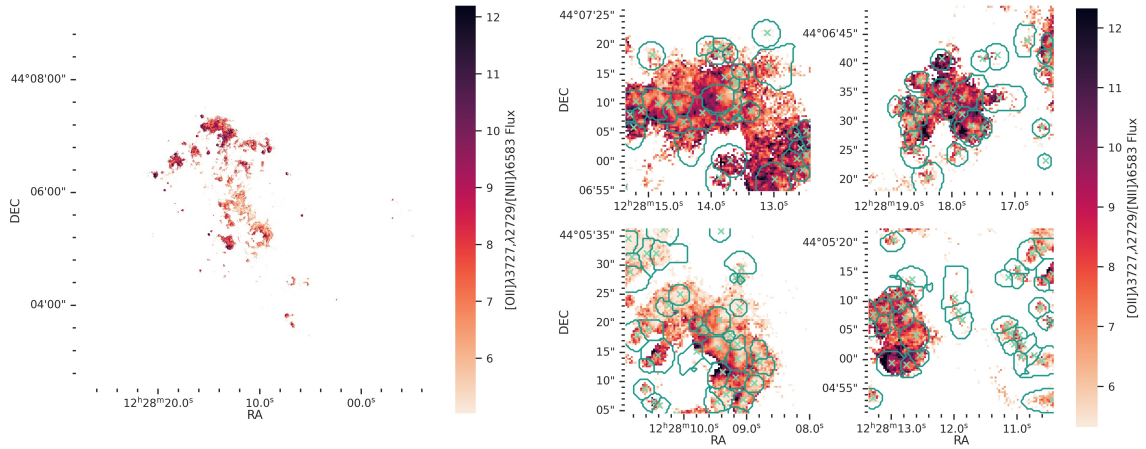 44°08'00"
06'00"
04'00"
DEC
12ʰ28ᵐ20.0ˢ
10.0ˢ
00.0ˢ
RA
12
11
10
9
8
7
6
[OII]λ3727,λ2729/[NII]λ6583 Flux
44°07'25"
20"
15"
10"
05"
00"
06'55"
DEC
12ʰ28ᵐ15.0ˢ
14.0ˢ
13.0ˢ
44°06'45"
40"
35"
30"
25"
20"
12ʰ28ᵐ19.0ˢ
18.0ˢ
17.0ˢ
44°05'35"
30"
25"
20"
15"
10"
05"
DEC
12ʰ28ᵐ10.0ˢ
09.0ˢ
08.0ˢ
RA
44°05'20"
15"
10"
05"
00"
04'55"
12ʰ28ᵐ13.0ˢ
12.0ˢ
11.0ˢ
RA
12
11
10
9
8
7
6
[OII]λ3727,λ2729/[NII]λ6583 Flux